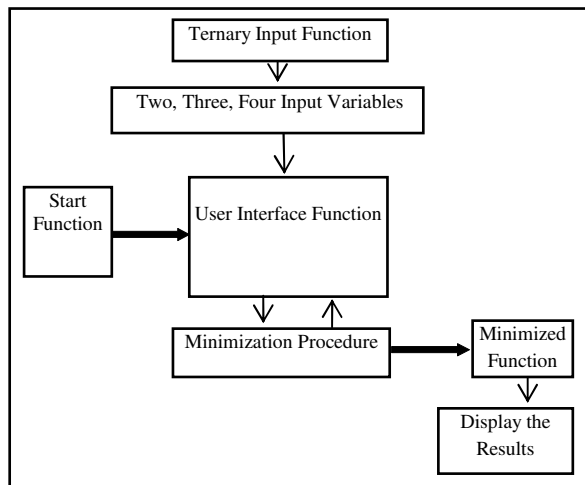 Ternary Input Function
Two, Three, Four Input Variables
Start
Function
User Interface Function
Minimization Procedure
Minimized
Function
Display the
Results